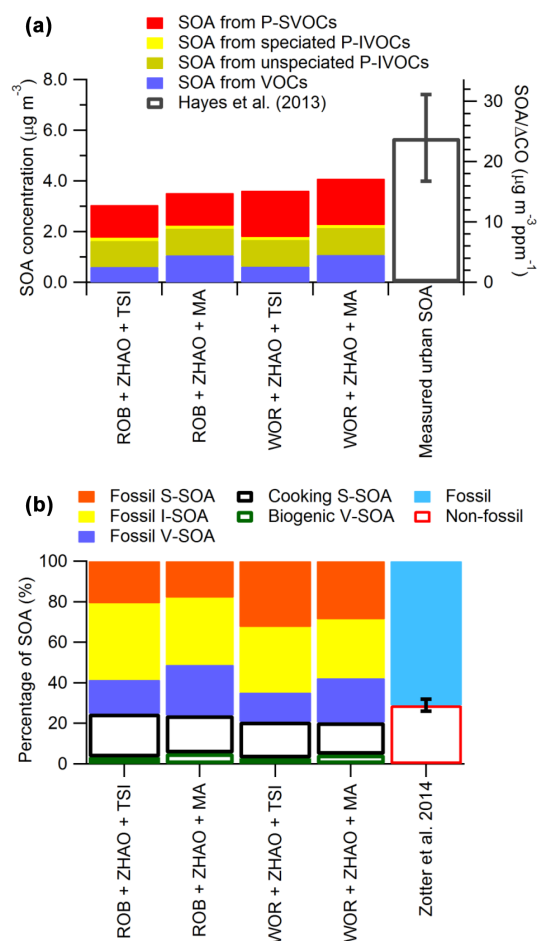 (a)
SOA from P-SVOCs
SOA from speciated P-IVOCs
SOA from unspeciated P-IVOCs
SOA from VOCs
Hayes et al. (2013)
SOA concentration (μg m⁻³)
8.0
6.0
4.0
2.0
0.0
30
20
10
0
SOA/ΔCO (μg m⁻³ ppm⁻¹)
ROB + ZHAO + TSI
ROB + ZHAO + MA
WOR + ZHAO + TSI
WOR + ZHAO + MA
Measured urban SOA
(b)
Fossil S-SOA
Fossil I-SOA
Fossil V-SOA
Cooking S-SOA
Biogenic V-SOA
Fossil
Non-fossil
Percentage of SOA (%)
100
80
60
40
20
0
ROB + ZHAO + TSI
ROB + ZHAO + MA
WOR + ZHAO + TSI
WOR + ZHAO + MA
Zotter et al. 2014